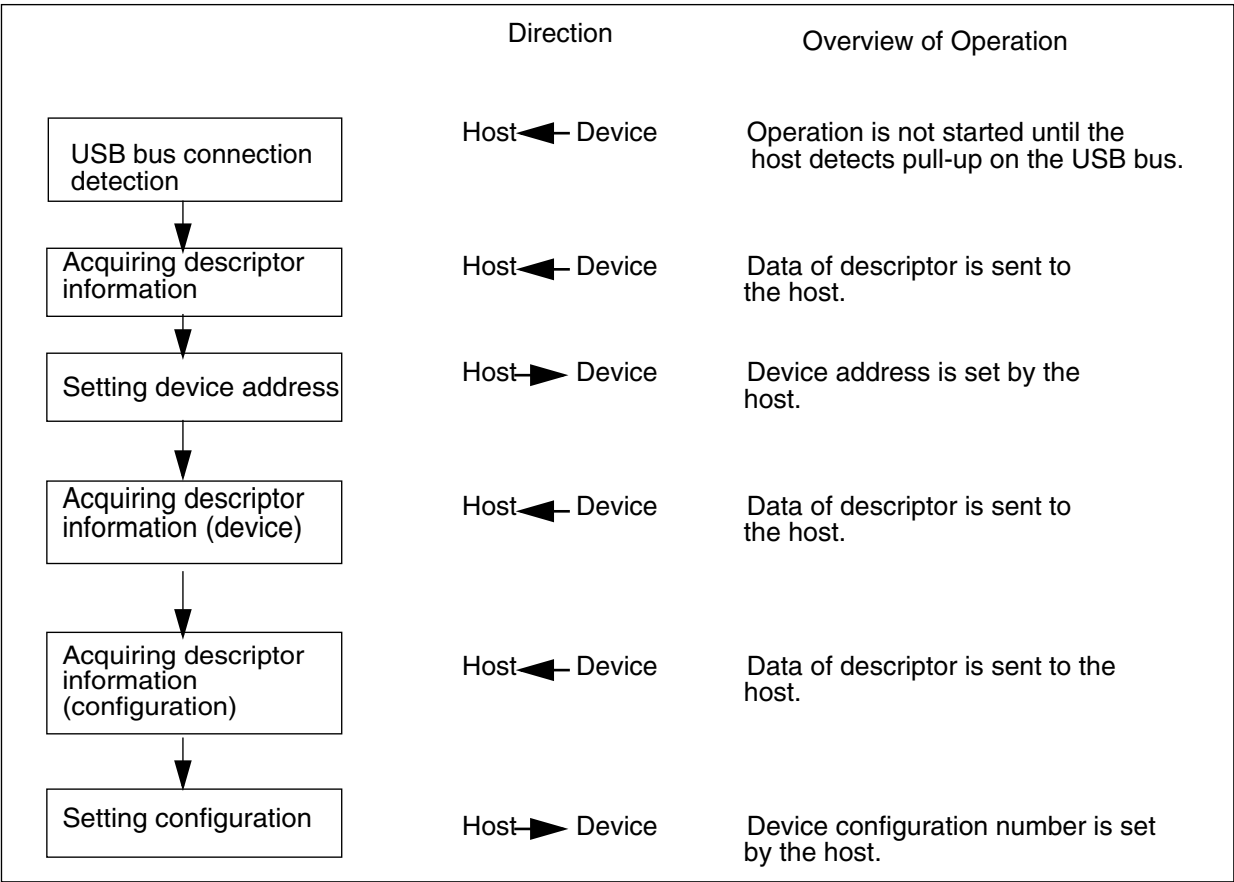 Direction
Overview of Operation
USB bus connection
detection
Host Device
Operation is not started until the
host detects pull-up on the USB bus.
Acquiring descriptor
information
Host Device
Data of descriptor is sent to
the host.
Setting device address
Host Device
Device address is set by the
host.
Acquiring descriptor
information (device)
Host Device
Data of descriptor is sent to
the host.
Acquiring descriptor
information
(configuration)
Host Device
Data of descriptor is sent to the
host.
Setting configuration
Host Device
Device configuration number is set
by the host.